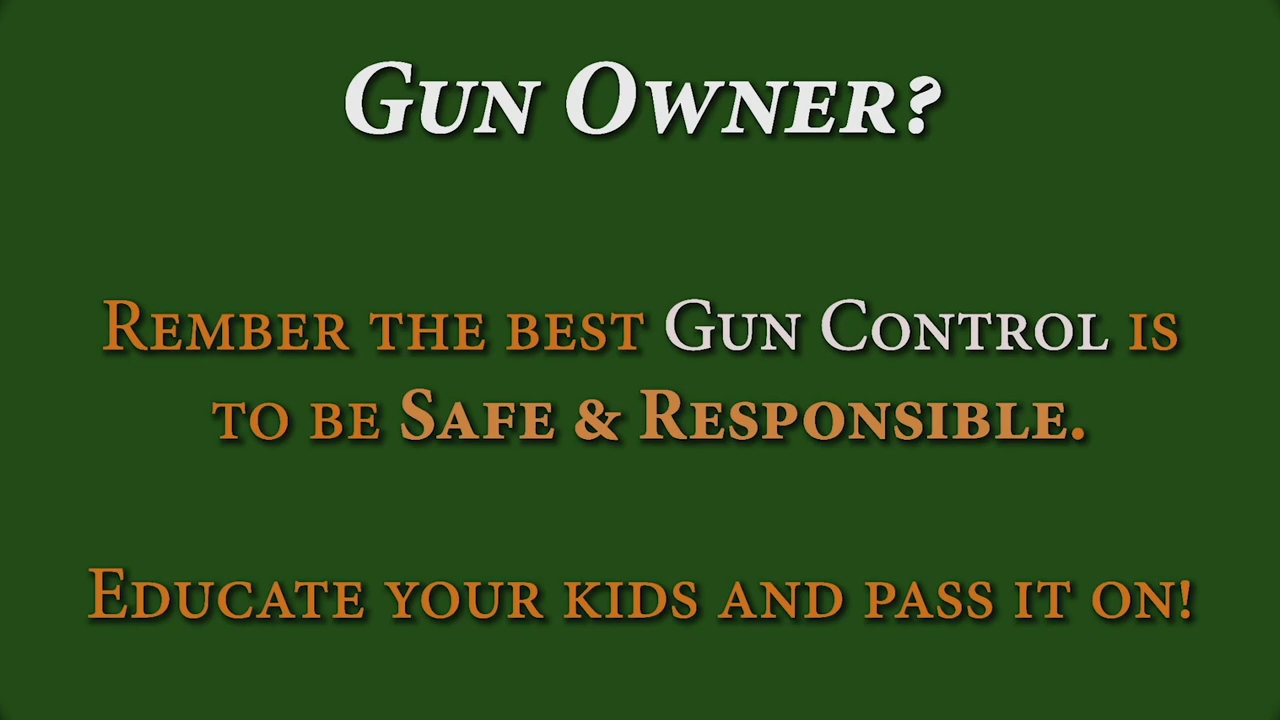 Gun Owner?
Rember the best Gun Control is
to be Safe & Responsible.
Educate your kids and pass it on!